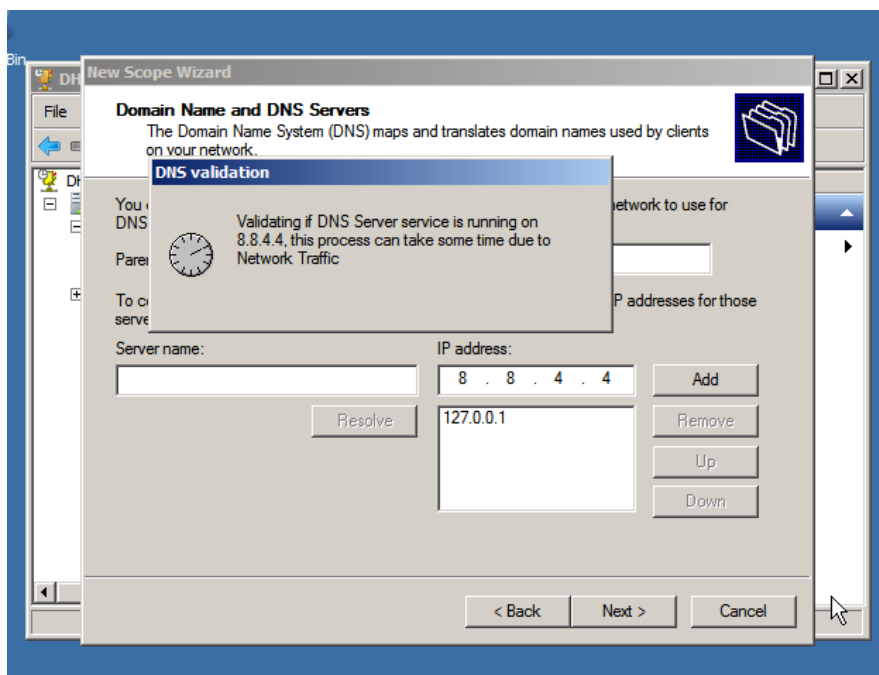 Bin
DH
New Scope Wizard
File
Domain Name and DNS Servers
The Domain Name System (DNS) maps and translates domain names used by clients
on your network.
DNS validation
Validating if DNS Server service is running on
8.8.4.4, this process can take some time due to
Network Traffic
You
network to use for
DNS
Pare
To
P addresses for those
serve
Server name:
IP address:
8 . 8 . 4 . 4
Add
Resolve
127.0.0.1
Remove
Up
Down
< Back
Next >
Cancel